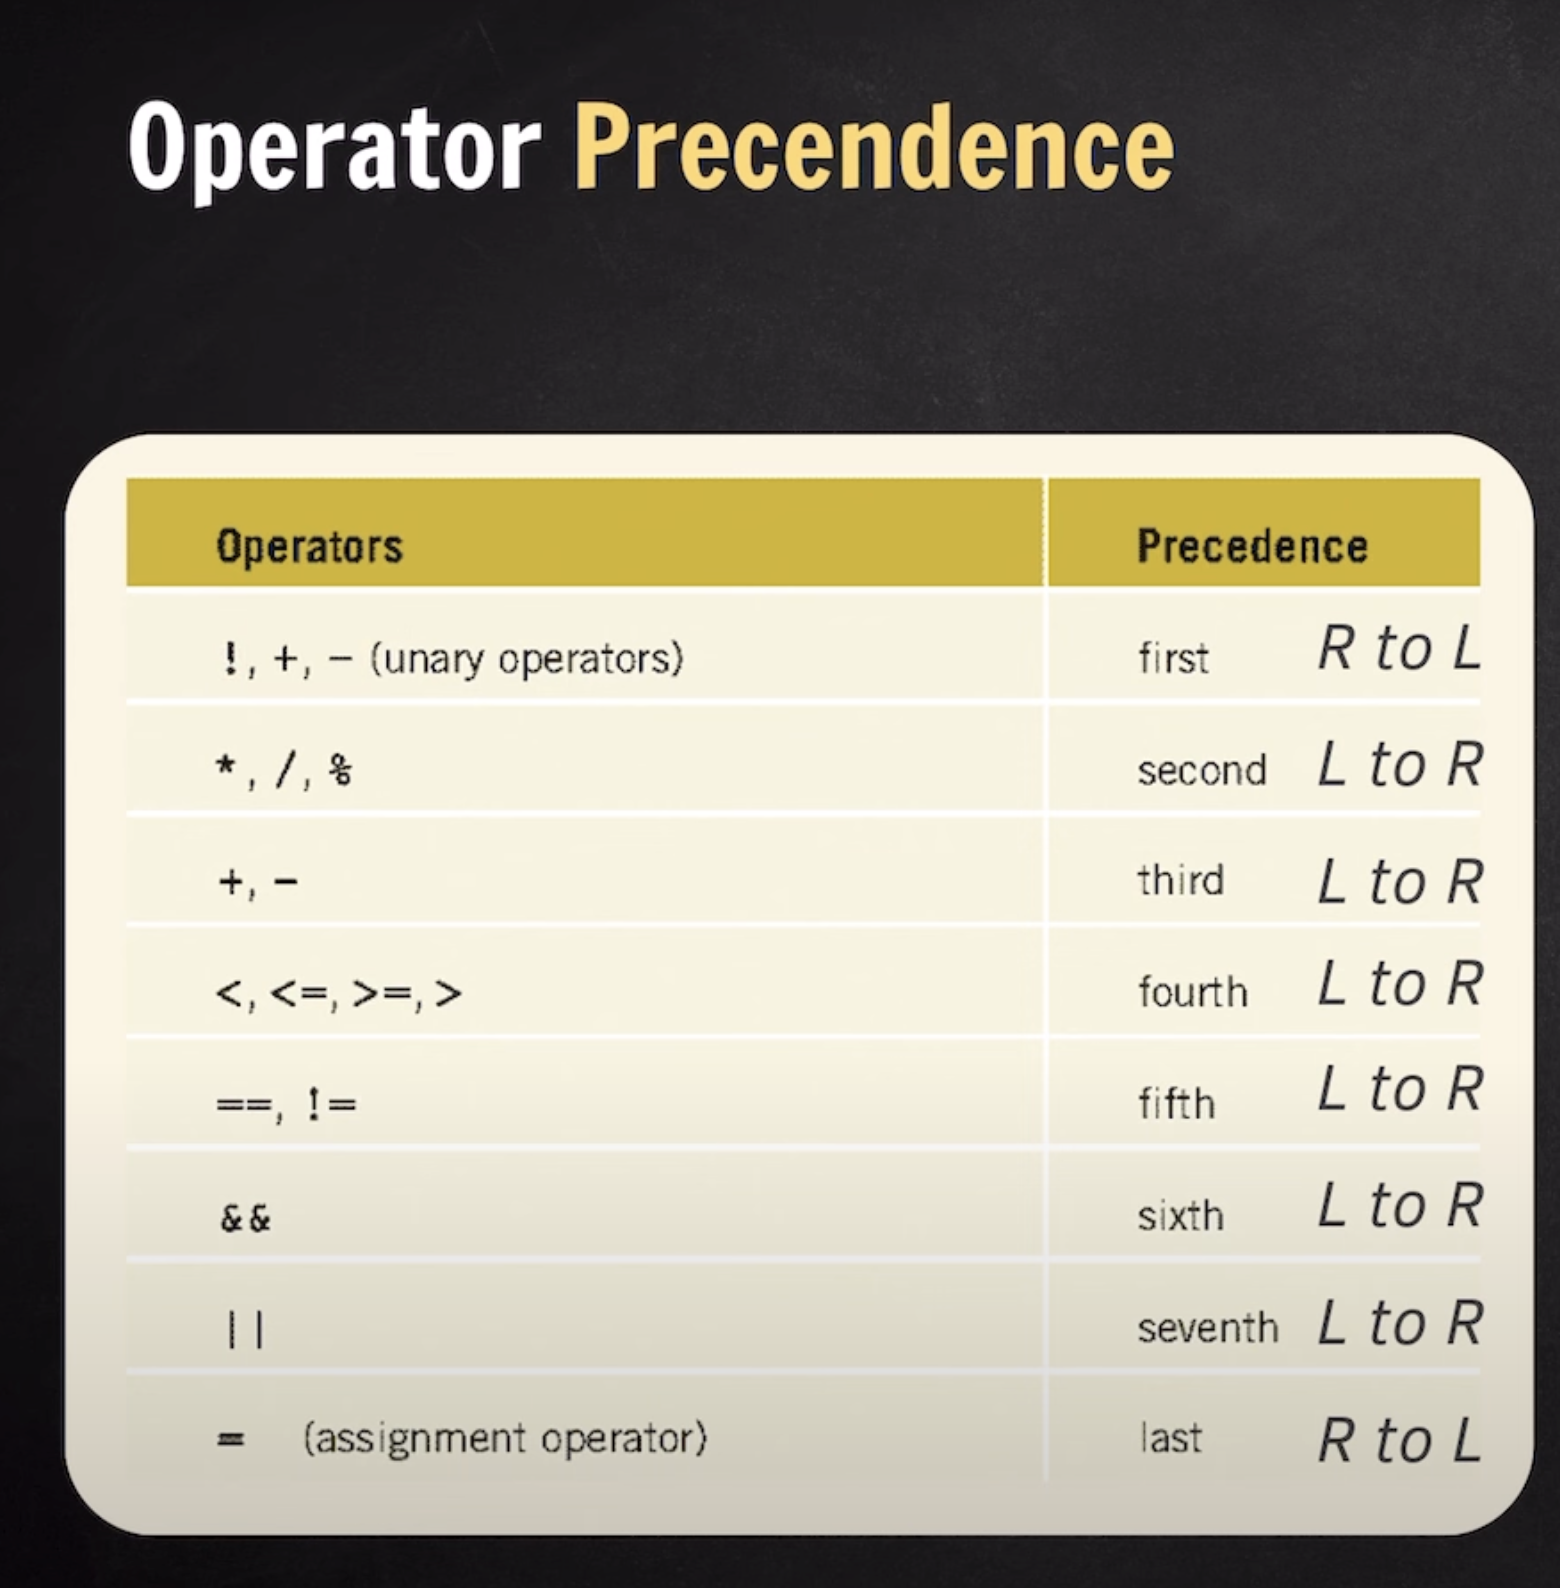 Operator Precendence
Operators Precedence
!, +, - (unary operators) first R to L
*, /, % second L to R
+, - third L to R
<, <=, >=, > fourth L to R
==, != fifth L to R
&& sixth L to R
|| seventh L to R
= (assignment operator) last R to L